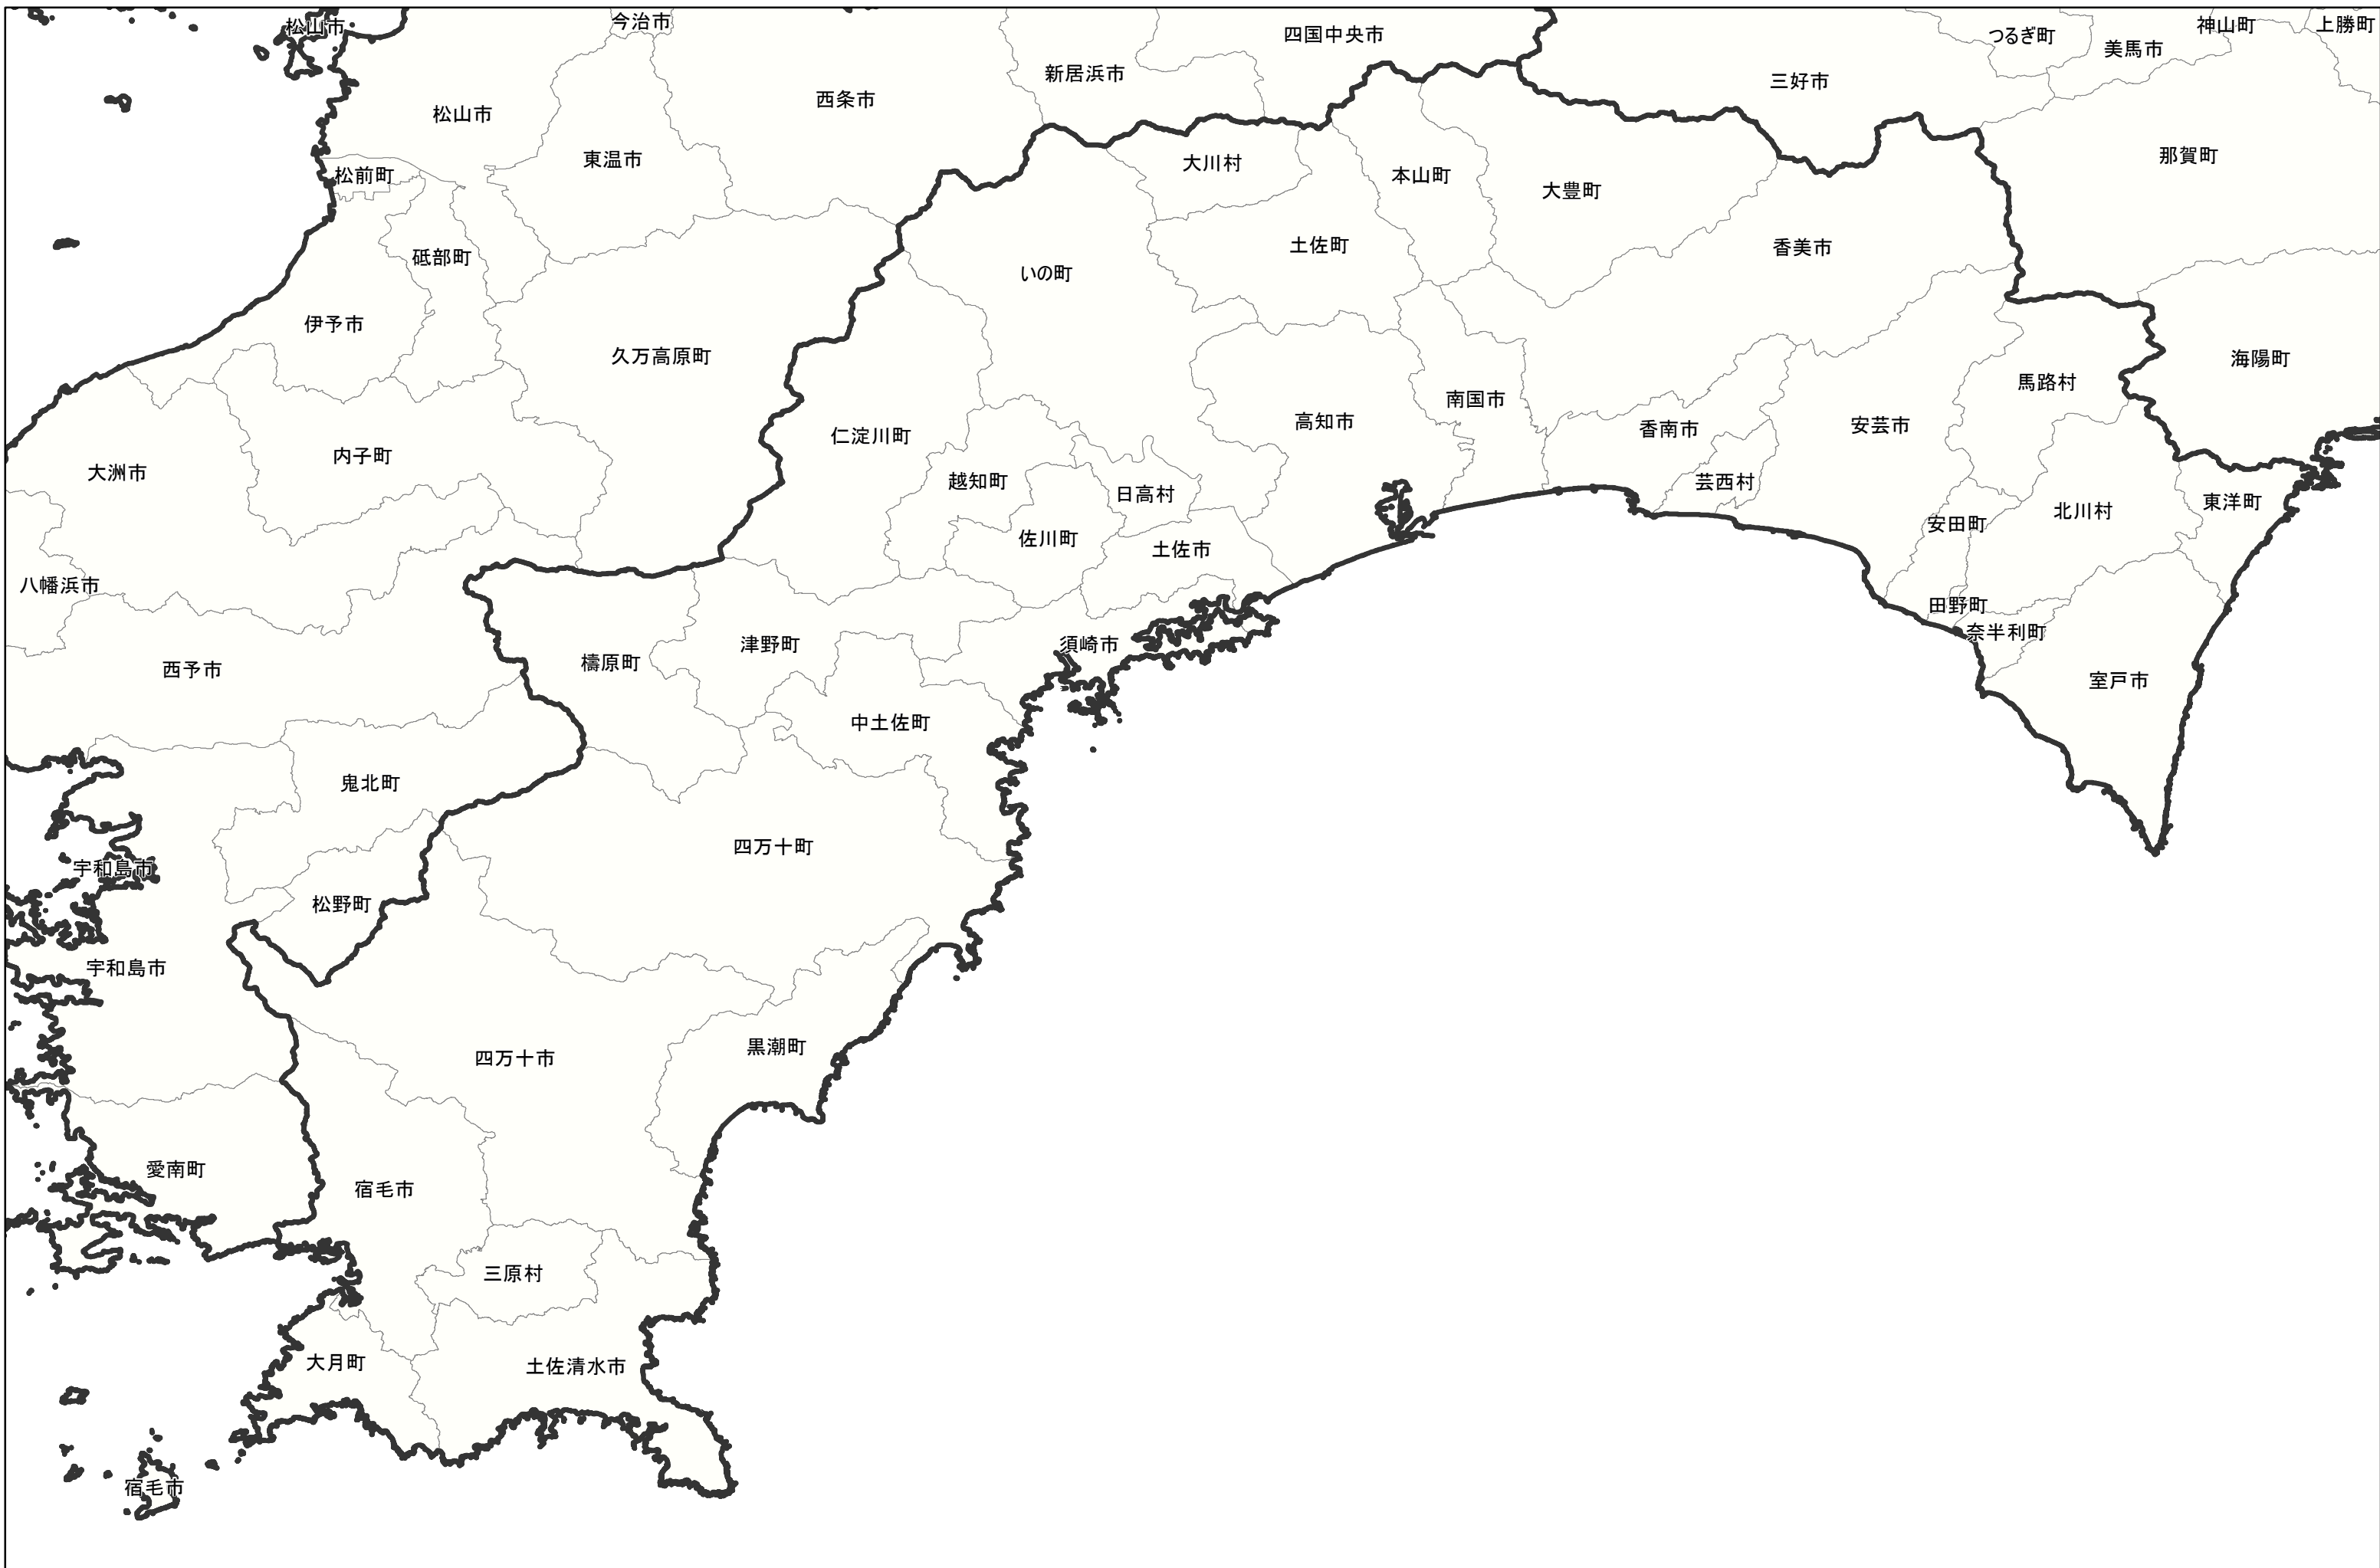 松山市
今治市
四国中央市
つるぎ町
美馬市
神山町
上勝町
新居浜市
三好市
西条市
松山市
東温市
松前町
大川村
本山町
大豊町
那賀町
砥部町
いの町
土佐町
香美市
伊予市
久万高原町
海陽町
馬路村
仁淀川町
高知市
南国市
香南市
安芸市
大洲市
内子町
越知町
日高村
芸西村
東洋町
佐川町
土佐市
安田町
北川村
八幡浜市
田野町
奈半利町
西予市
檮原町
津野町
須崎市
室戸市
中土佐町
鬼北町
四万十町
宇和島市
松野町
宇和島市
四万十市
黒潮町
愛南町
宿毛市
三原村
大月町
土佐清水市
宿毛市